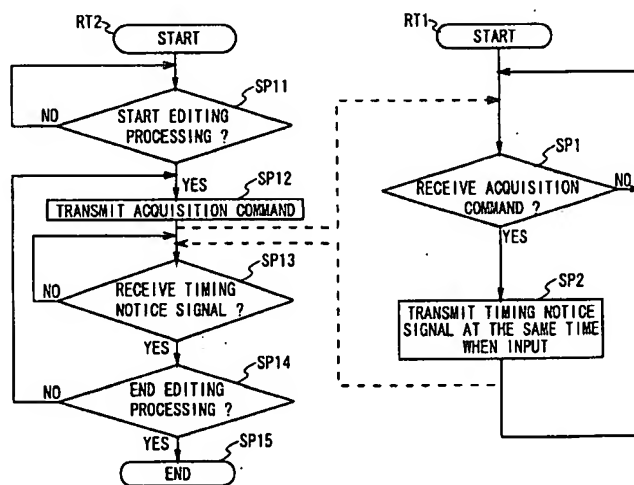 RT2
START
SP11
NO
START EDITING
PROCESSING ?
YES
SP12
TRANSMIT ACQUISITION COMMAND
SP13
NO
RECEIVE TIMING
NOTICE SIGNAL ?
YES
SP14
NO
END EDITING
PROCESSING ?
YES
SP15
END
RT1
START
SP1
NO
RECEIVE ACQUISITION
COMMAND ?
YES
SP2
TRANSMIT TIMING NOTICE
SIGNAL AT THE SAME TIME
WHEN INPUT